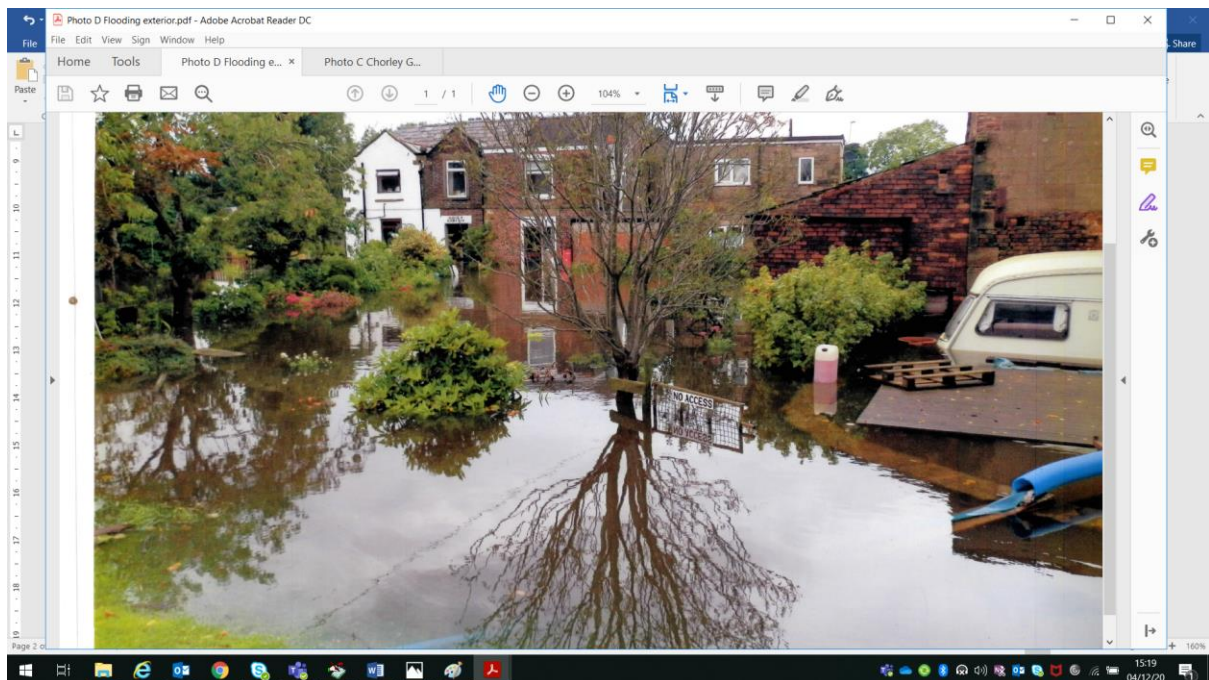 Photo D Flooding exterior.pdf - Adobe Acrobat Reader DC
File
Share
File Edit View Sign Window Help
Home Tools Photo D Flooding e... × Photo C Chorley G...
Paste
1 / 1 104%
NO ACCESS
Page 2 o
160%
15:19
04/12/20